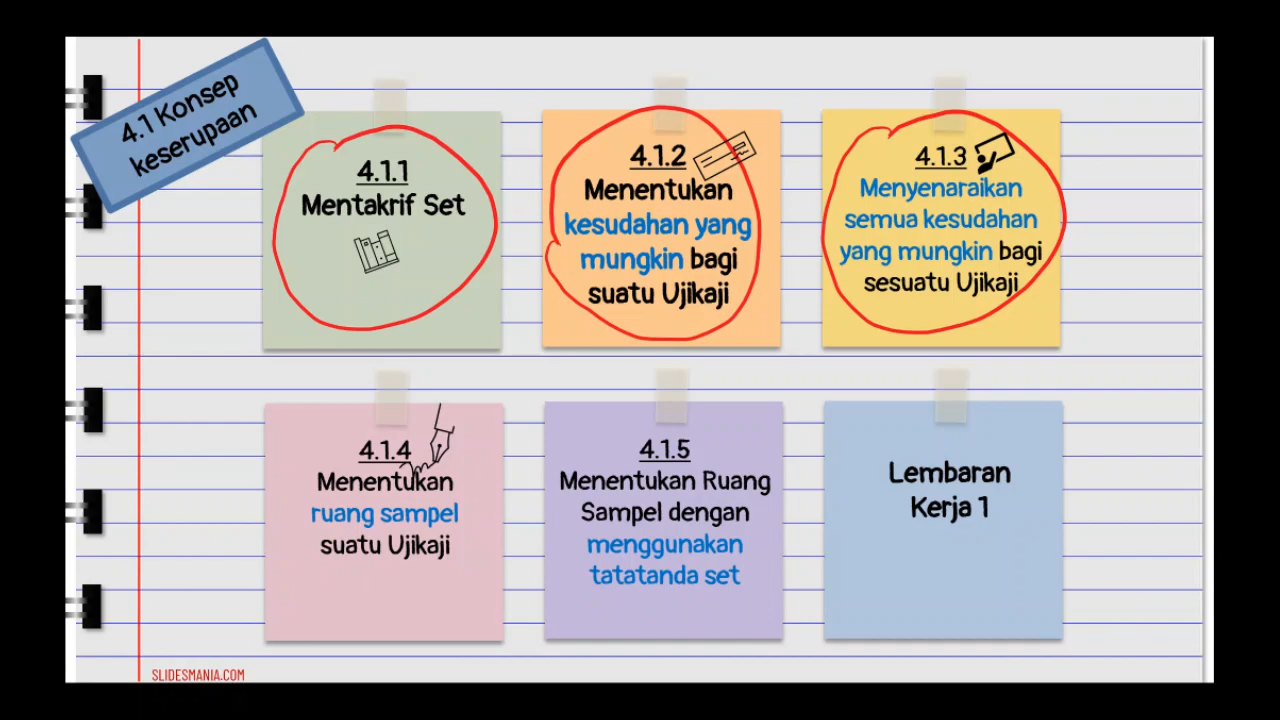 4.1 Konsep
keserupaan
4.1.1
Mentakrif Set
4.1.2
Menentukan
kesudahan yang
mungkin bagi
suatu Ujikaji
4.1.3
Menyenaraikan
semua kesudahan
yang mungkin bagi
sesuatu Ujikaji
4.1.4
Menentukan
ruang sampel
suatu Ujikaji
4.1.5
Menentukan Ruang
Sampel dengan
menggunakan
tatatanda set
Lembaran
Kerja 1
SLIDESMANIA.COM